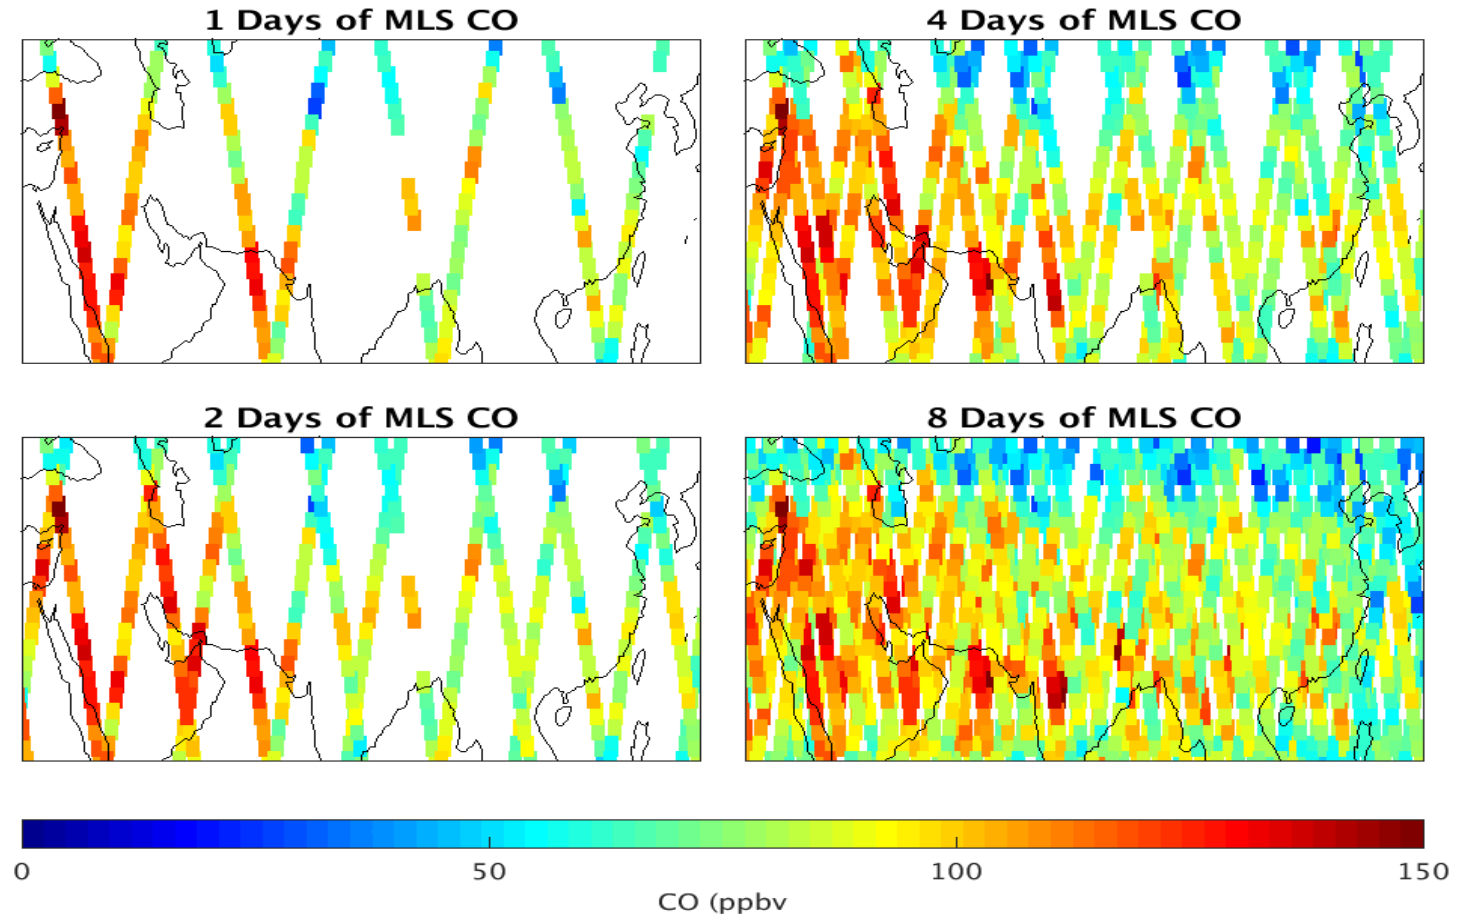 1 Days of MLS CO
4 Days of MLS CO
2 Days of MLS CO
8 Days of MLS CO
0 50 100 150
CO (ppbv